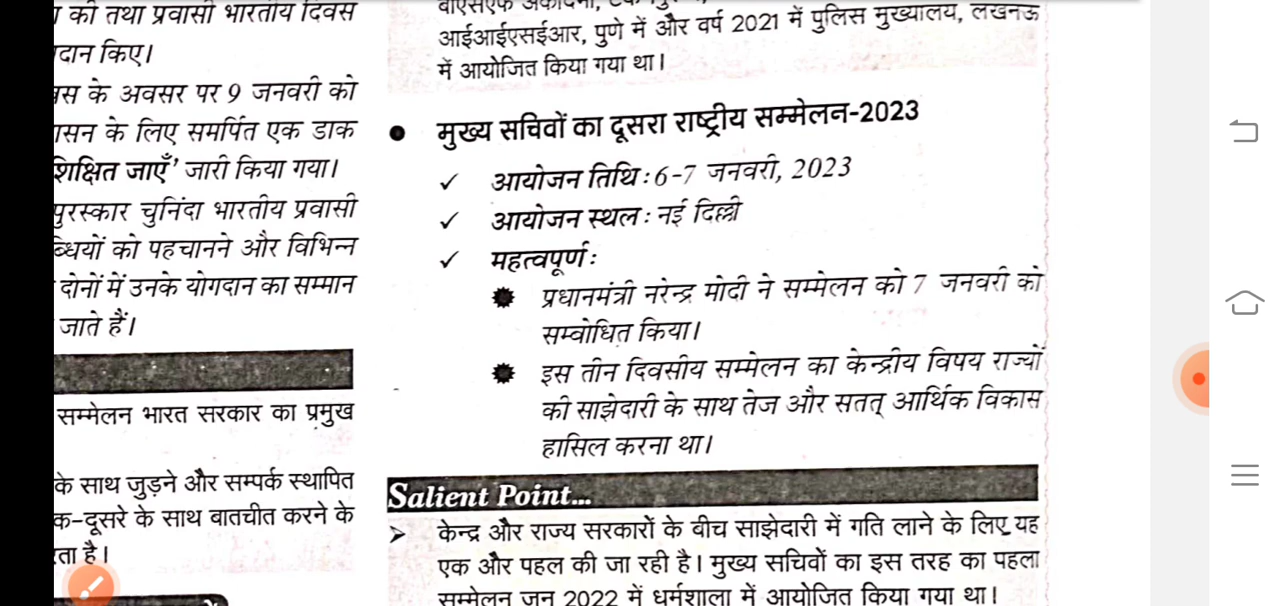 की तथा प्रवासी भारतीय दिवस
दान किए।
के अवसर पर 9 जनवरी को
के लिए समर्पित एक डाक
शिक्षित जाएँ' जारी किया गया।
पुरस्कार चुनिंदा भारतीय प्रवासी
को पहचानने और विभिन्न
दोनों में उनके योगदान का सम्मान
जाते हैं।
सम्मेलन भारत सरकार का प्रमुख
के साथ जुड़ने और सम्पर्क स्थापित
क-दूसरे के साथ बातचीत करने के
है।
आईआईएसईआर, पुणे में और वर्ष 2021 में पुलिस मुख्यालय, लखनऊ
में आयोजित किया गया था।
● मुख्य सचिवों का दूसरा राष्ट्रीय सम्मेलन-2023
✓ आयोजन तिथि : 6-7 जनवरी, 2023
✓ आयोजन स्थल : नई दिल्ली
✓ महत्वपूर्ण :
प्रधानमंत्री नरेन्द्र मोदी ने सम्मेलन को 7 जनवरी को
सम्वोधित किया।
इस तीन दिवसीय सम्मेलन का केन्द्रीय विपय राज्यों
की साझेदारी के साथ तेज और सतत् आर्थिक विकास
हासिल करना था।
Salient Point...
➢ केन्द्र और राज्य सरकारों के बीच साझेदारी में गति लाने के लिए यह
एक और पहल की जा रही है। मुख्य सचिवों का इस तरह का पहला
सम्मेलन जून 2022 में धर्मशाला में आयोजित किया गया था।